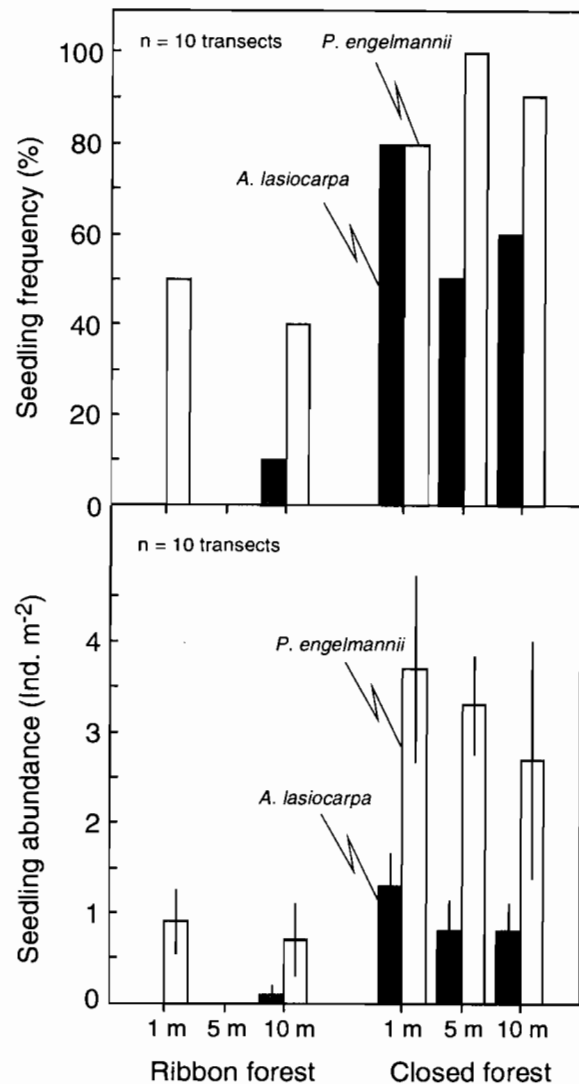 n = 10 transects
P. engelmannii
A. lasiocarpa
Seedling frequency (%)
100
80
60
40
20
0
n = 10 transects
P. engelmannii
A. lasiocarpa
Seedling abundance (Ind. m-2)
4
3
2
1
0
1 m 5 m 10 m 1 m 5 m 10 m
Ribbon forest Closed forest